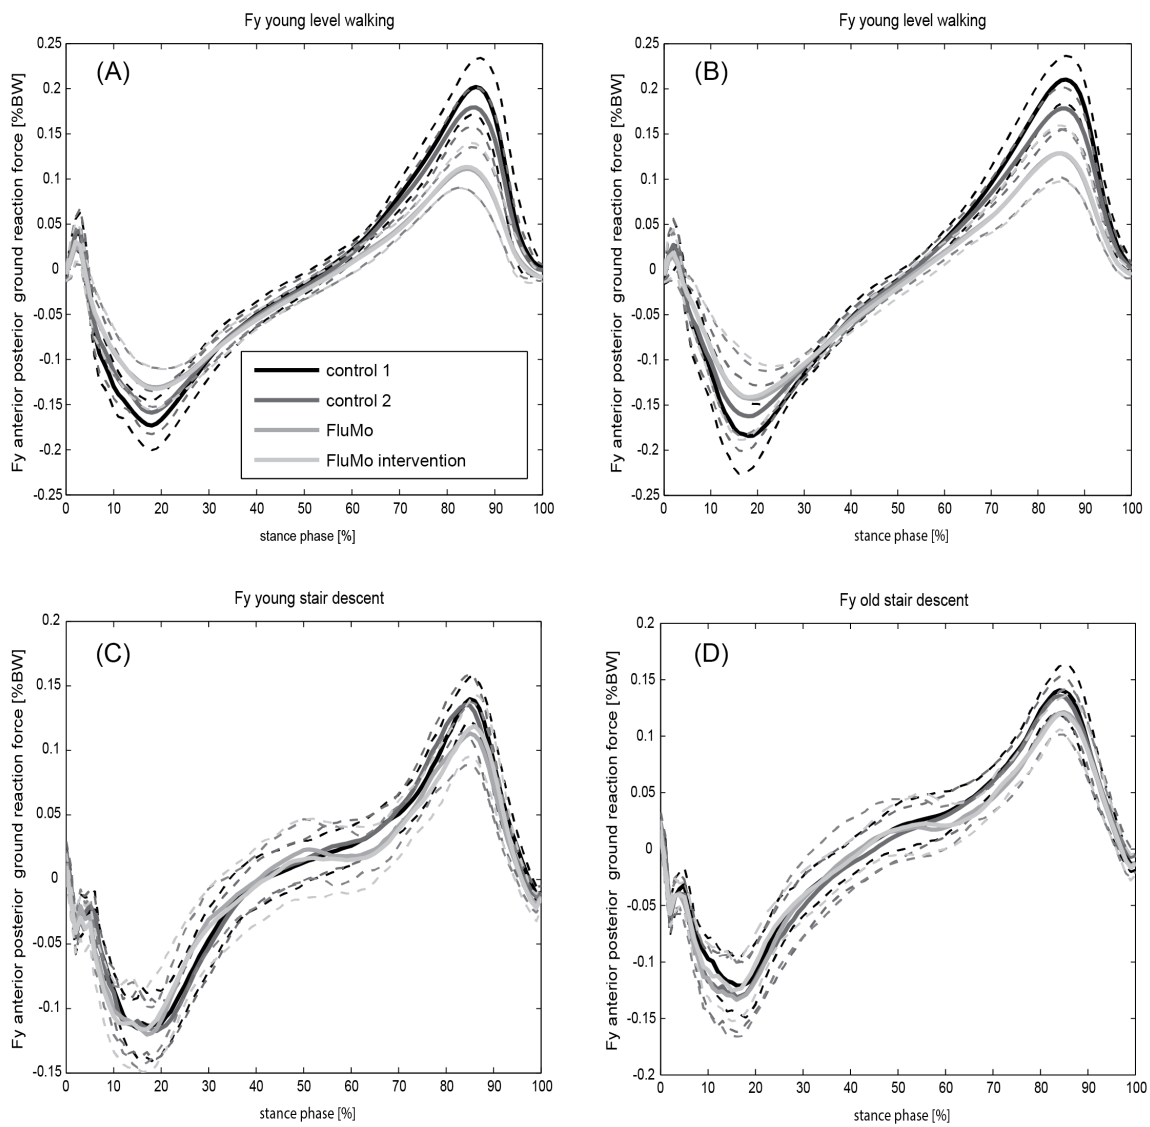 Fy young level walking
(A)
Fy anterior posterior ground reaction force [%BW]
0.25
0.2
0.15
0.1
0.05
0
-0.05
-0.1
-0.15
-0.2
-0.25
control 1
control 2
FluMo
FluMo intervention
0 10 20 30 40 50 60 70 80 90 100
stance phase [%]
Fy young level walking
(B)
Fy anterior posterior ground reaction force [%BW]
0.25
0.2
0.15
0.1
0.05
0
-0.05
-0.1
-0.15
-0.2
-0.25
0 10 20 30 40 50 60 70 80 90 100
stance phase [%]
Fy young stair descent
(C)
Fy anterior posterior ground reaction force [%BW]
0.2
0.15
0.1
0.05
0
-0.05
-0.1
-0.15
0 10 20 30 40 50 60 70 80 90 100
stance phase [%]
Fy old stair descent
(D)
Fy anterior posterior ground reaction force [%BW]
0.2
0.15
0.1
0.05
0
-0.05
-0.1
-0.15
-0.2
0 10 20 30 40 50 60 70 80 90 100
stance phase [%]